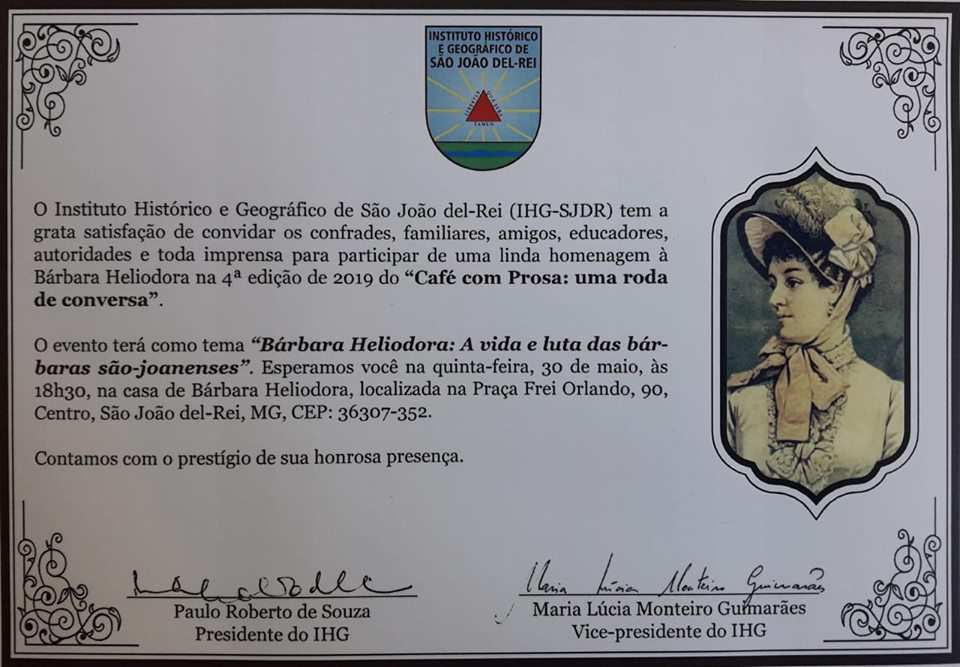 INSTITUTO HISTÓRICO
E GEOGRÁFICO DE
SÃO JOÃO DEL-REI
O Instituto Histórico e Geográfico de São João del-Rei (IHG-SJDR) tem a
grata satisfação de convidar os confrades, familiares, amigos, educadores,
autoridades e toda imprensa para participar de uma linda homenagem à
Bárbara Heliodora na 4ª edição de 2019 do “Café com Prosa: uma roda
de conversa”.
O evento terá como tema “Bárbara Heliodora: A vida e luta das bár-
baras são-joanenses”. Esperamos você na quinta-feira, 30 de maio, às
18h30, na casa de Bárbara Heliodora, localizada na Praça Frei Orlando, 90,
Centro, São João del-Rei, MG, CEP: 36307-352.
Contamos com o prestígio de sua honrosa presença.
Maria Lúcia Monteiro Guimarães
Paulo Roberto de Souza
Presidente do IHG
Maria Lúcia Monteiro Guimarães
Vice-presidente do IHG